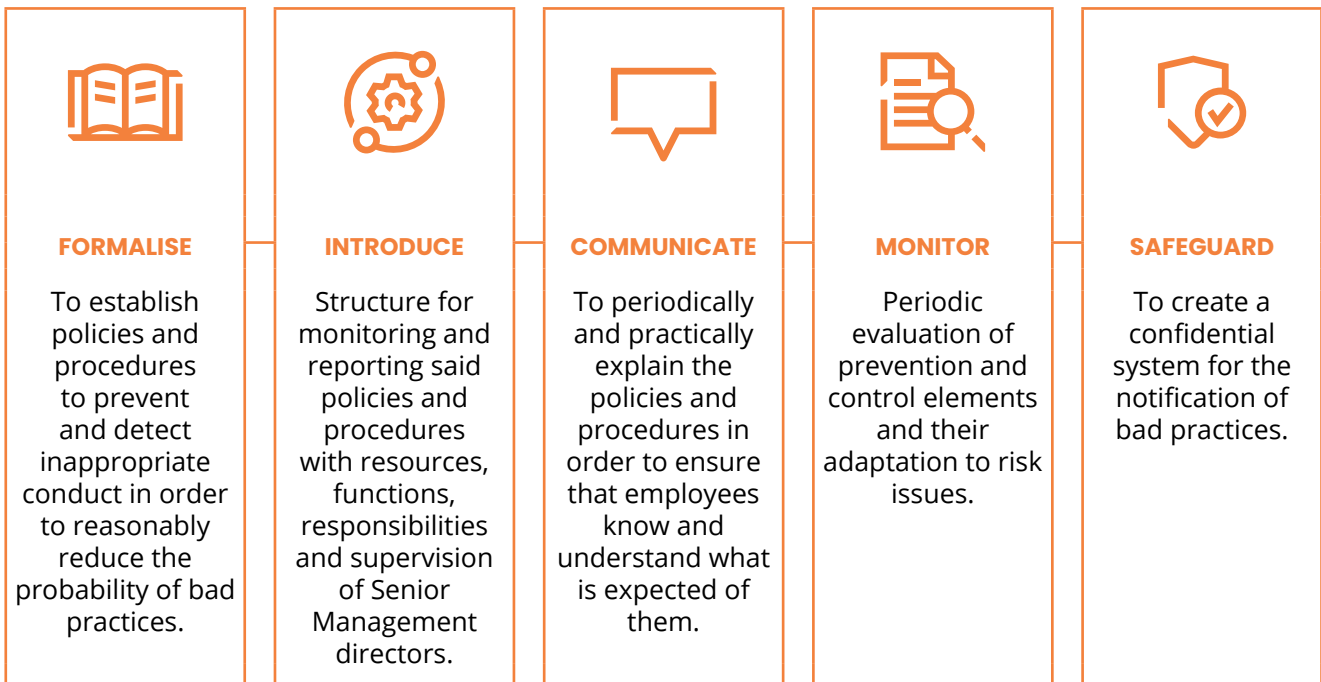 FORMALISE
To establish
policies and
procedures
to prevent
and detect
inappropriate
conduct in order
to reasonably
reduce the
probability of bad
practices.
INTRODUCE
Structure for
monitoring and
reporting said
policies and
procedures
with resources,
functions,
responsibilities
and supervision
of Senior
Management
directors.
COMMUNICATE
To periodically
and practically
explain the
policies and
procedures in
order to ensure
that employees
know and
understand what
is expected of
them.
MONITOR
Periodic
evaluation of
prevention and
control elements
and their
adaptation to risk
issues.
SAFEGUARD
To create a
confidential
system for the
notification of
bad practices.